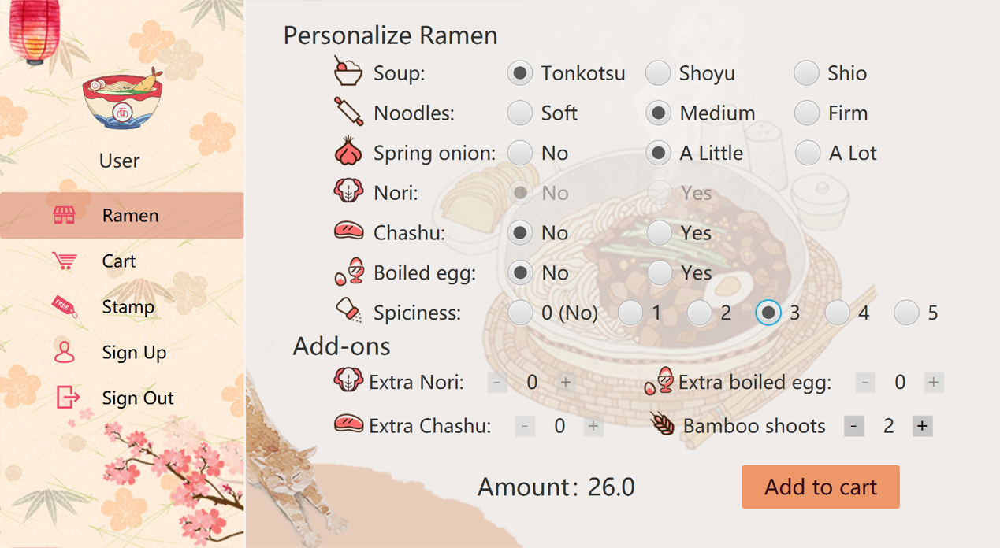 Personalize Ramen
Soup: Tonkotsu Shoyu Shio
Noodles: Soft Medium Firm
Spring onion: No A Little A Lot
Nori: No Yes
Chashu: No Yes
Boiled egg: No Yes
Spiciness: 0 (No) 1 2 3 4 5
Add-ons
Extra Nori: - 0 + Extra boiled egg: - 0 +
Extra Chashu: - 0 + Bamboo shoots - 2 +
Amount: 26.0 Add to cart
面
User
Ramen
Cart
FREE
Stamp
Sign Up
Sign Out